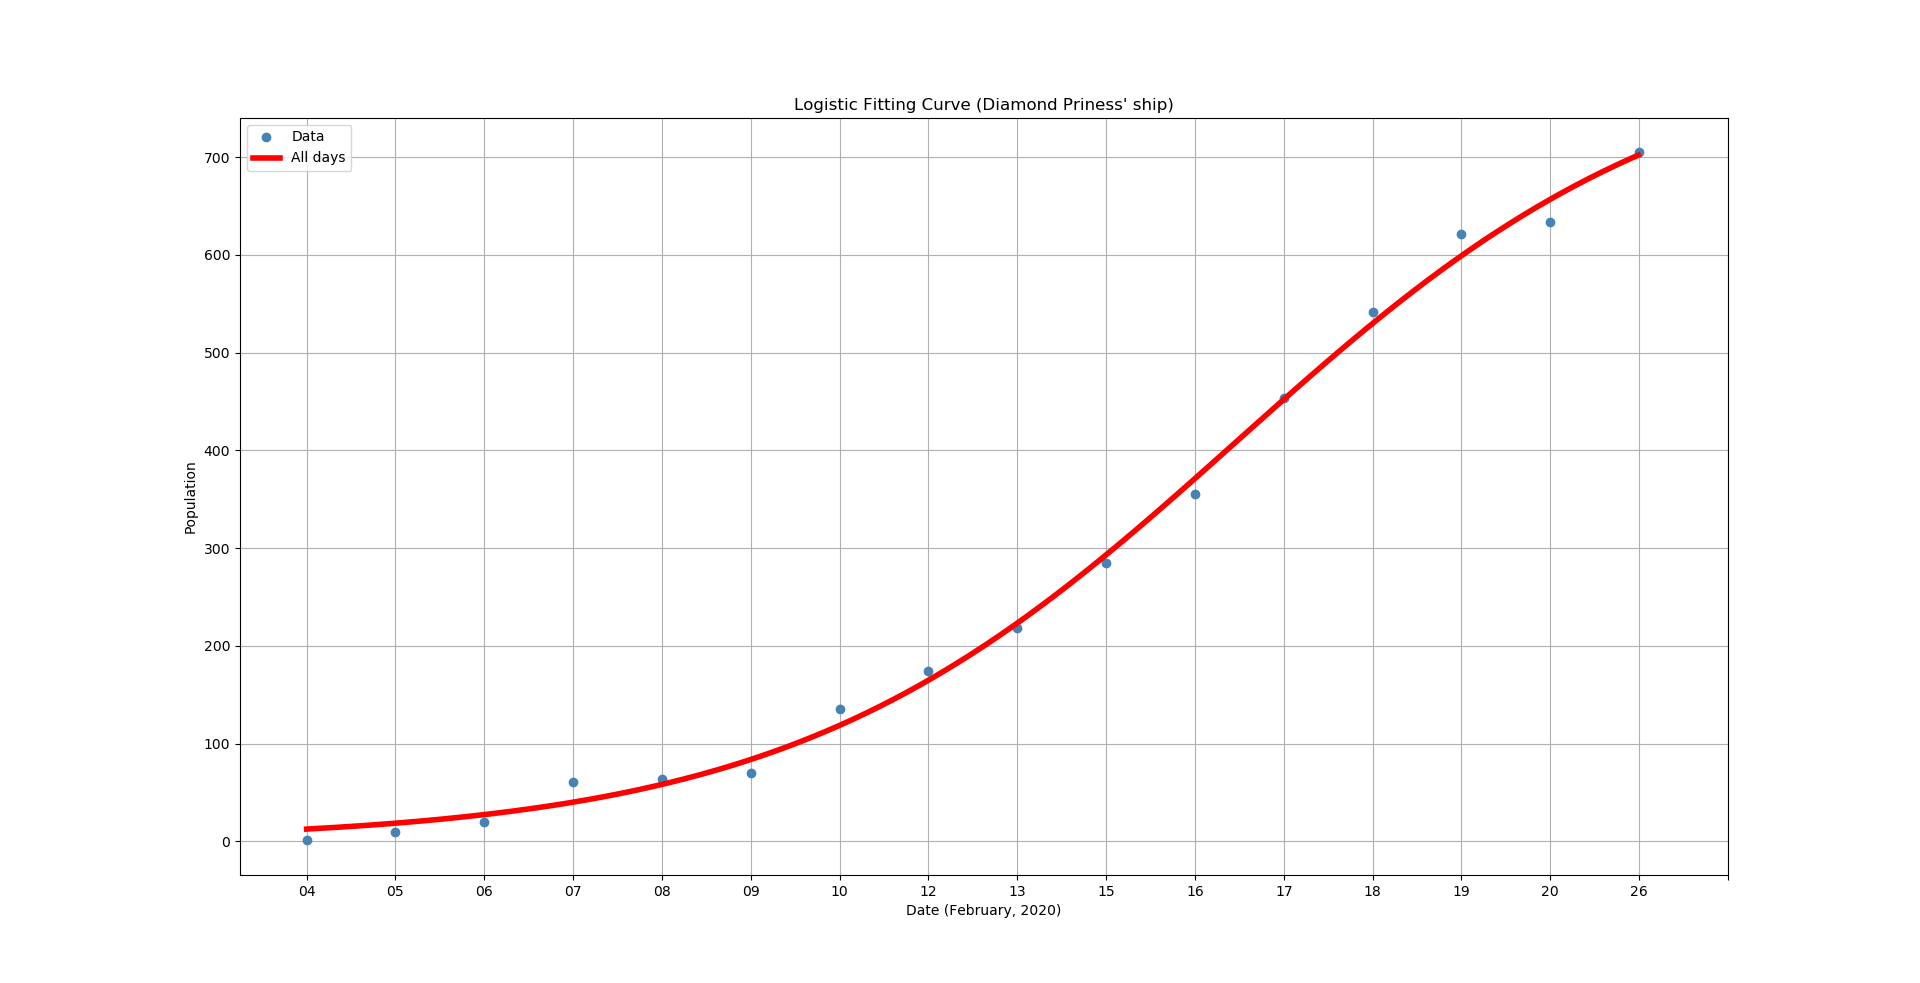 Logistic Fitting Curve (Diamond Priness' ship)
Data
All days
700
600
500
400
300
200
100
0
Population
04 05 06 07 08 09 10 12 13 15 16 17 18 19 20 26
Date (February, 2020)